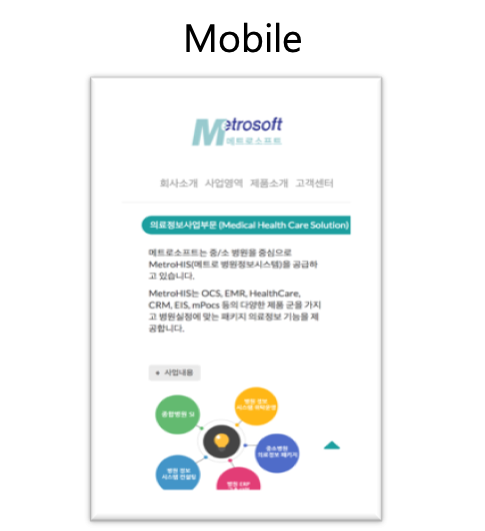 Mobile
Metrosoft
메트로소프트
회사소개 사업영역 제품소개 고객센터
의료정보사업부문 (Medical Health Care Solution)
메트로소프트는 중/소 병원을 중심으로
MetroHIS(메트로 병원정보시스템)을 공급하
고 있습니다.
MetroHIS는 OCS, EMR, HealthCare,
CRM, EIS, mPocs 등의 다양한 제품 군을 가지
고 병원실정에 맞는 패키지 의료정보 기능을 제
공합니다.
사업내용
병원 정보
시스템 위탁운영
종합병원 SI
중소병원
의료정보 패키지
병원 정보
시스템 컨설팅
병원 ERP